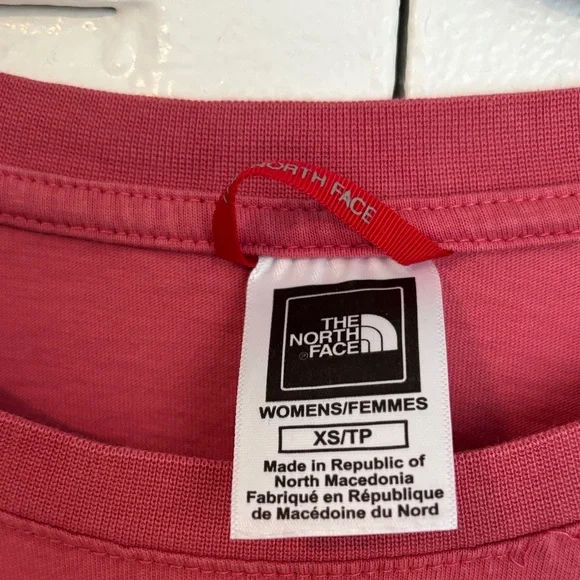 NORTH FACE
THE
NORTH
FACE
WOMENS/FEMMES
XS/TP
Made in Republic of
North Macedonia
Fabriqué en République
de Macédoine du Nord